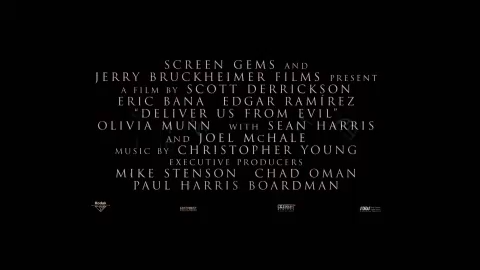 SCREEN GEMS AND
JERRY BRUCKHEIMER FILMS PRESENT
A FILM BY SCOTT DERRICKSON
ERIC BANA EDGAR RAMÍREZ
"DELIVER US FROM EVIL"
OLIVIA MUNN WITH SEAN HARRIS
AND JOEL MCHALE
MUSIC BY CHRISTOPHER YOUNG
EXECUTIVE PRODUCERS
MIKE STENSON CHAD OMAN
PAUL HARRIS BOARDMAN
Kodak